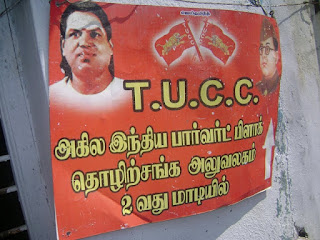 T.U.C.C.
அகில இந்திய பார்வர்ட் பிளாக்
தொழிற்சங்க அலுவலகம்
2 வது மாடியில்